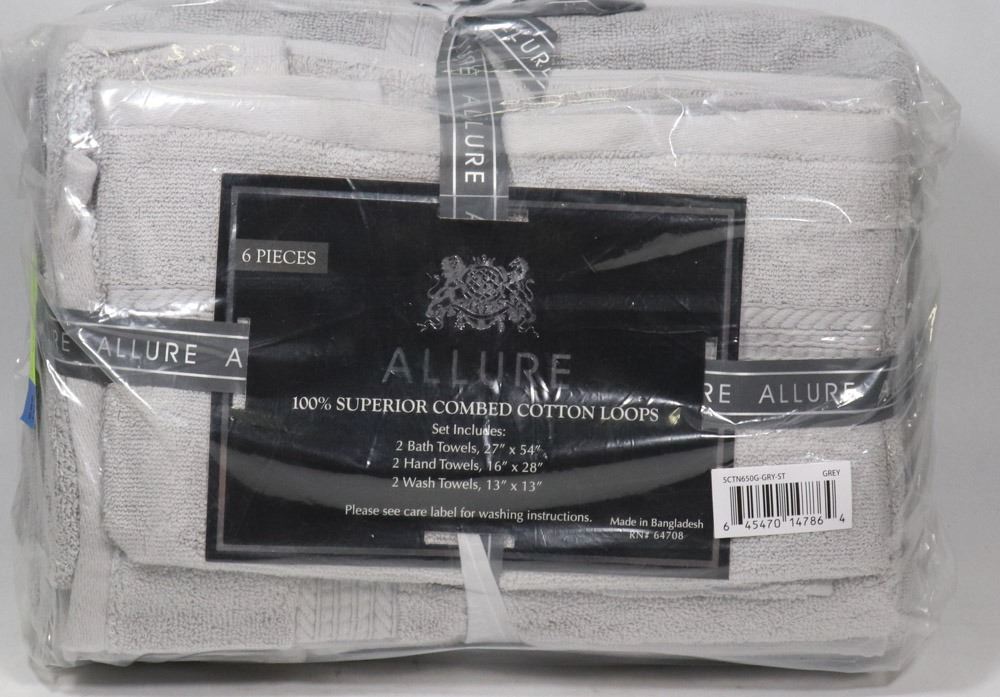 URE
ALLURE
A
6 PIECES
RE ALLURE A
ALLURE
RE ALLURE A
100% SUPERIOR COMBED COTTON LOOPS
Set Includes:
2 Bath Towels, 27" x 54"
2 Hand Towels, 16" x 28"
2 Wash Towels, 13" x 13"
Please see care label for washing instructions.
Made in Bangladesh
RN# 64708
SCTN650G-GRY-ST GREY
6 45470 14786 4